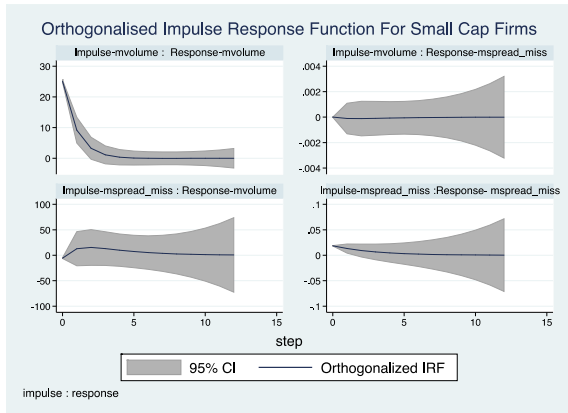 Orthogonalised Impulse Response Function For Small Cap Firms
Impulse-mvolume : Response-mvolume
Impulse-mvolume : Response-mspread_miss
30
20
10
0
.004
.002
0
-.002
-.004
Impulse-mspread_miss : Response-mvolume
Impulse-mspread_miss :Response- mspread_miss
100
50
0
-50
-100
.1
.05
0
-.05
-.1
0 5 10 15
0 5 10 15
step
95% CI
Orthogonalized IRF
impulse : response